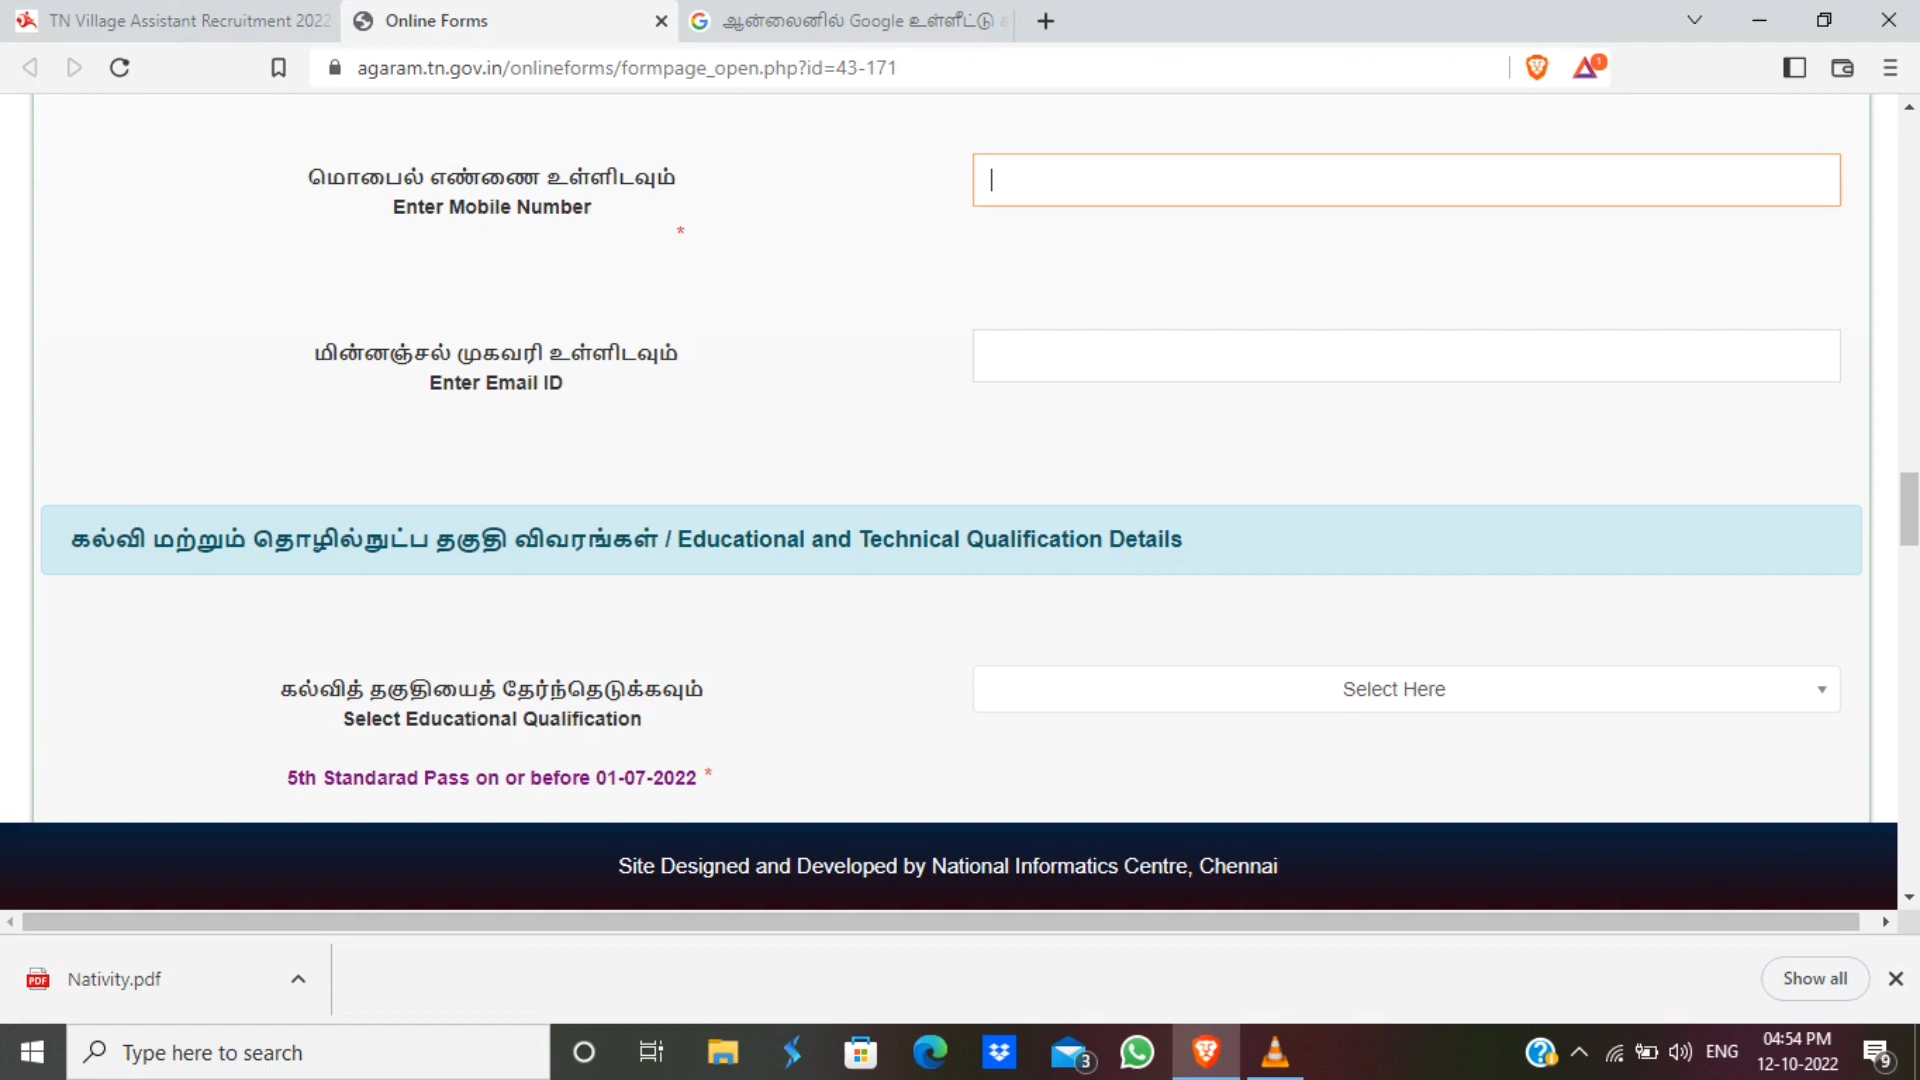 TN Village Assistant Recruitment 2022
Online Forms
ஆன்லைனில் Google உள்ளீட்டு
agaram.tn.gov.in/onlineforms/formpage_open.php?id=43-171
1
மொபைல் எண்ணை உள்ளிடவும்
Enter Mobile Number
*
மின்னஞ்சல் முகவரி உள்ளிடவும்
Enter Email ID
கல்வி மற்றும் தொழில்நுட்ப தகுதி விவரங்கள் / Educational and Technical Qualification Details
கல்வித் தகுதியைத் தேர்ந்தெடுக்கவும்
Select Here
Select Educational Qualification
5th Standarad Pass on or before 01-07-2022 *
Site Designed and Developed by National Informatics Centre, Chennai
PDF
Nativity.pdf
Show all
Type here to search
3
ENG
04:54 PM
12-10-2022
9